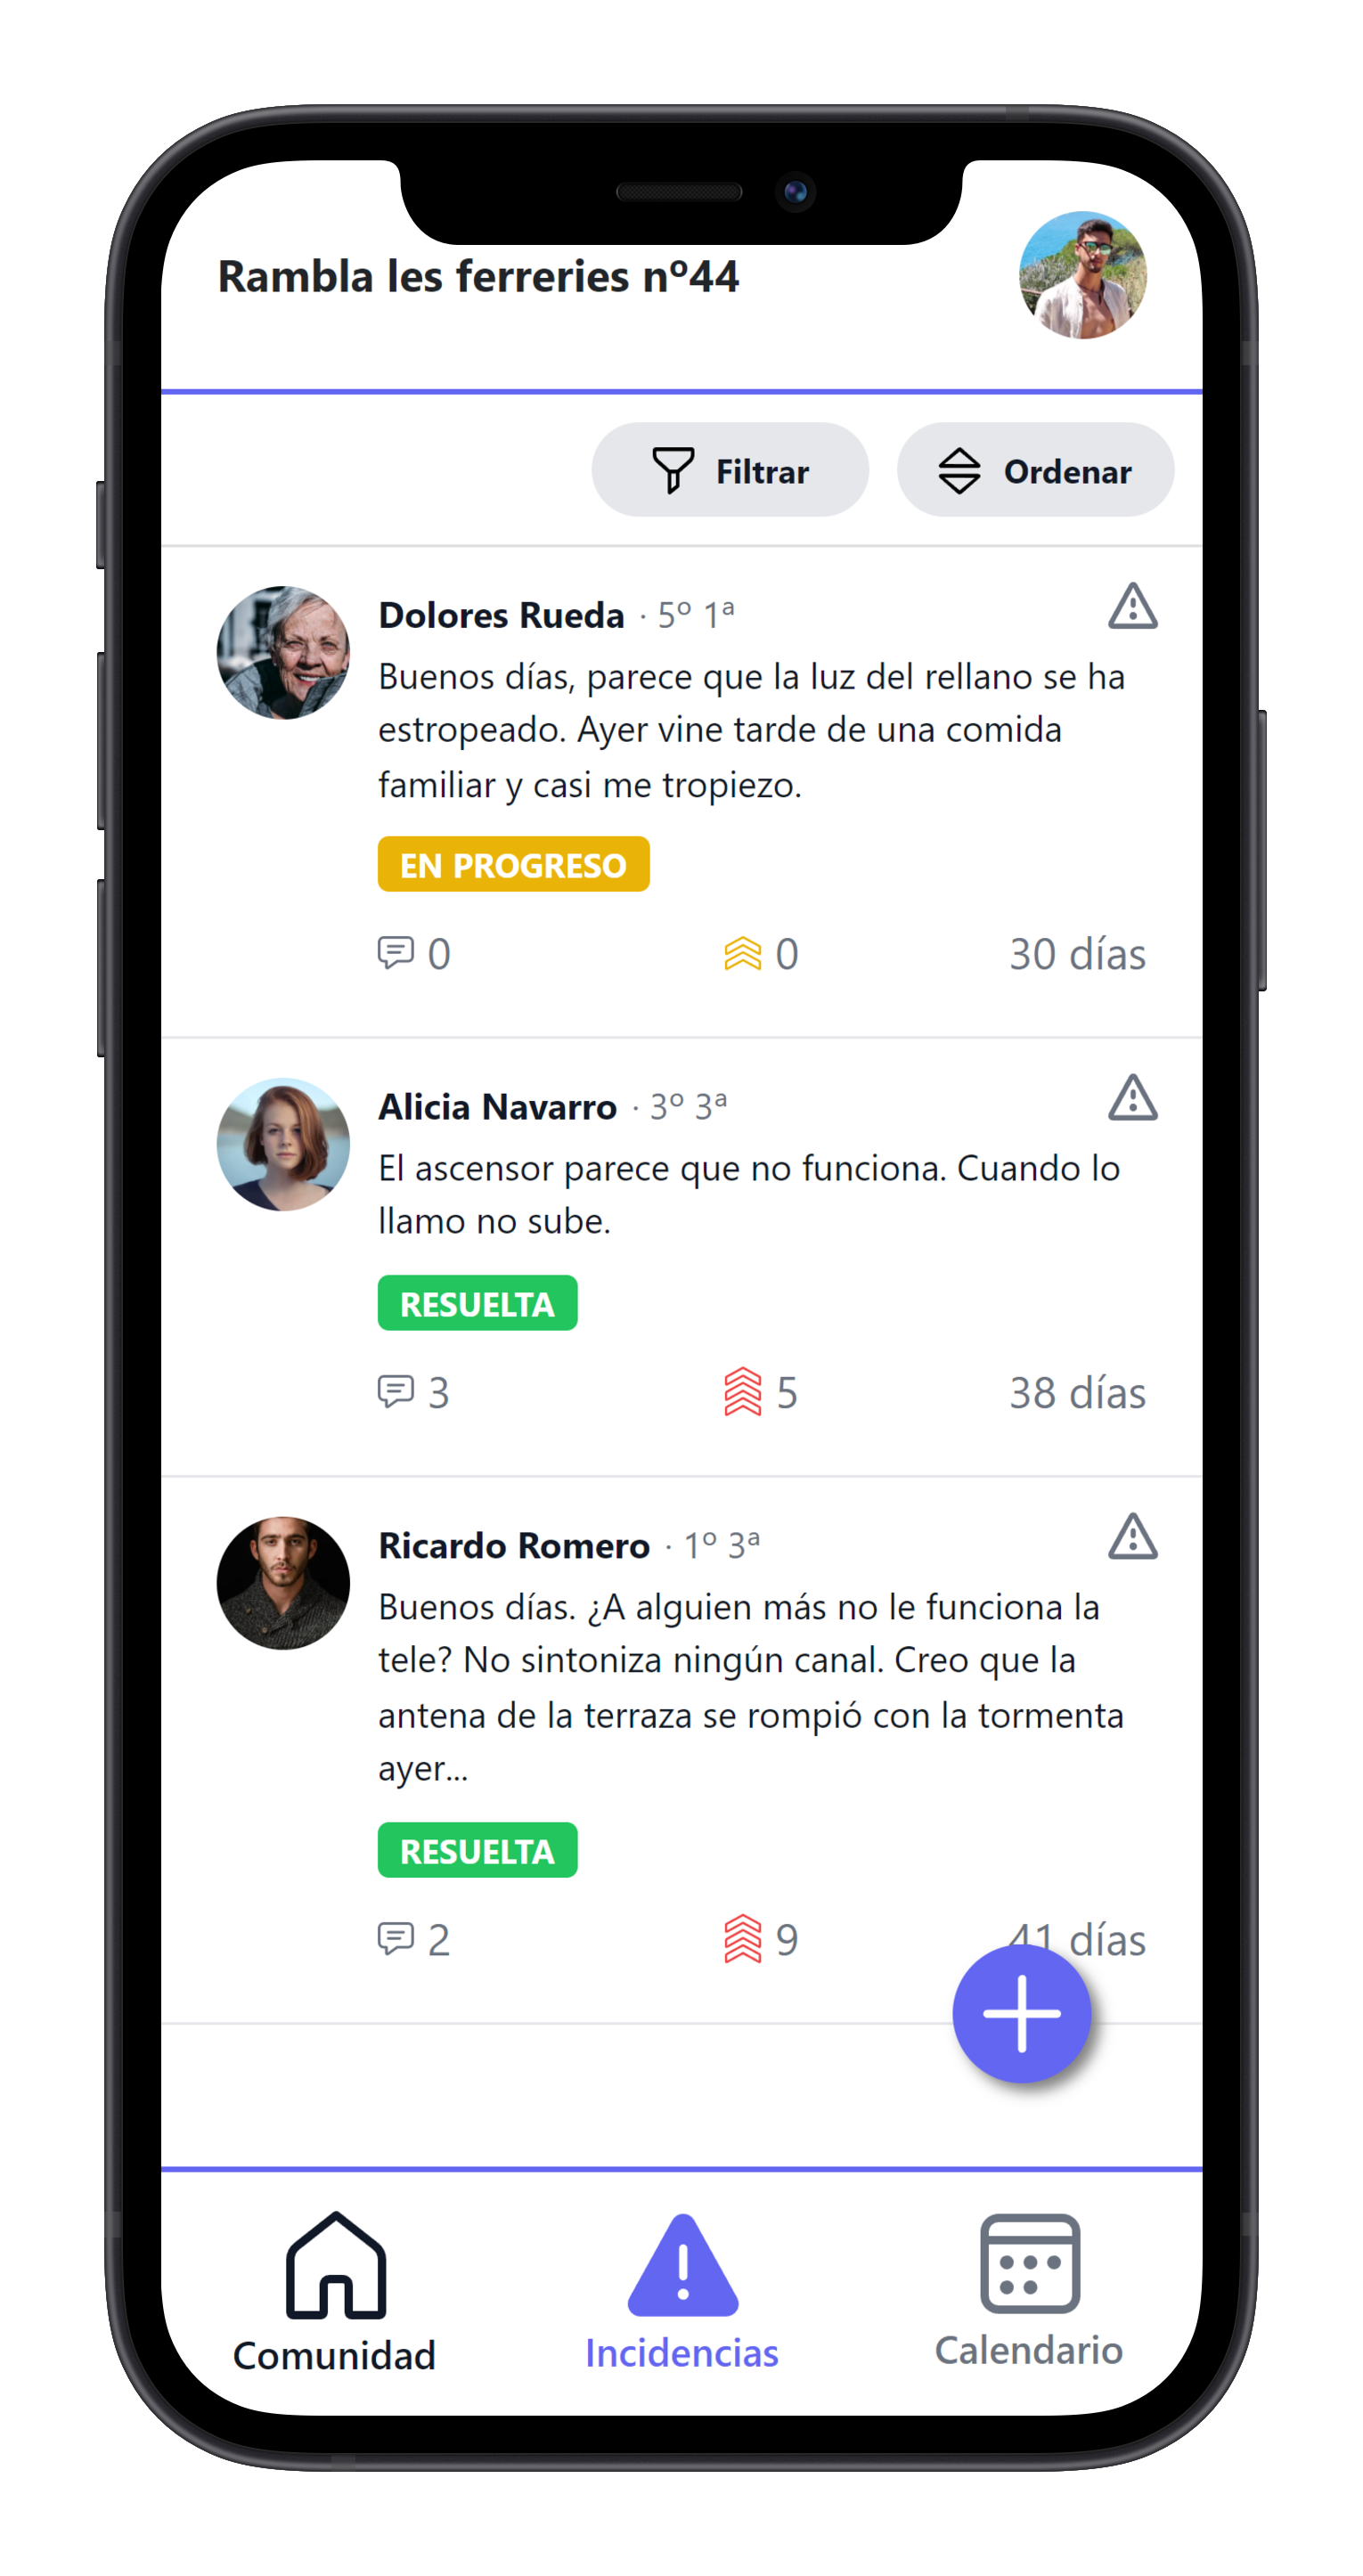 Rambla les ferreries nº44
Filtrar
Ordenar
Dolores Rueda · 5º 1ª
Buenos días, parece que la luz del rellano se ha
estropeado. Ayer vine tarde de una comida
familiar y casi me tropiezo.
EN PROGRESO
0 0 30 días
Alicia Navarro · 3º 3ª
El ascensor parece que no funciona. Cuando lo
llamo no sube.
RESUELTA
3 5 38 días
Ricardo Romero · 1º 3ª
Buenos días. ¿A alguien más no le funciona la
tele? No sintoniza ningún canal. Creo que la
antena de la terraza se rompió con la tormenta
ayer...
RESUELTA
2 9 41 días
Comunidad
Incidencias
Calendario